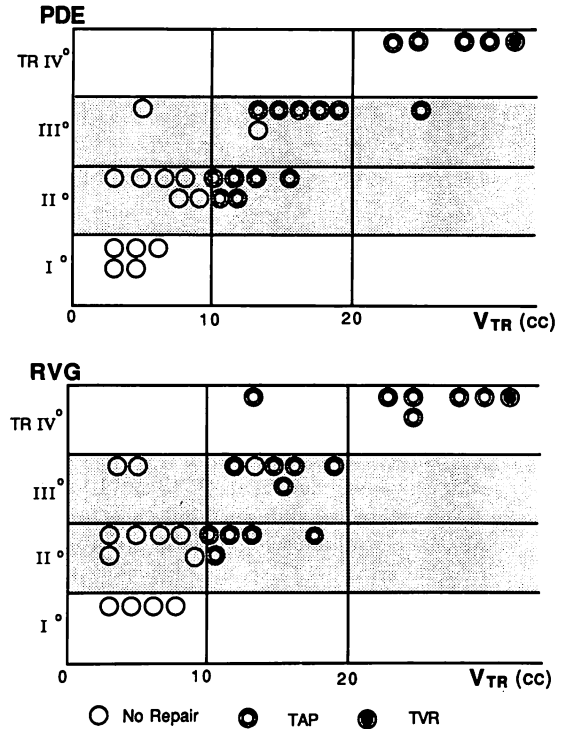 PDE
TR IV°
III°
II °
I °
0 10 20 VTR (CC)
RVG
TR IV°
III°
II °
I °
0 10 20 VTR (CC)
No Repair TAP TVR